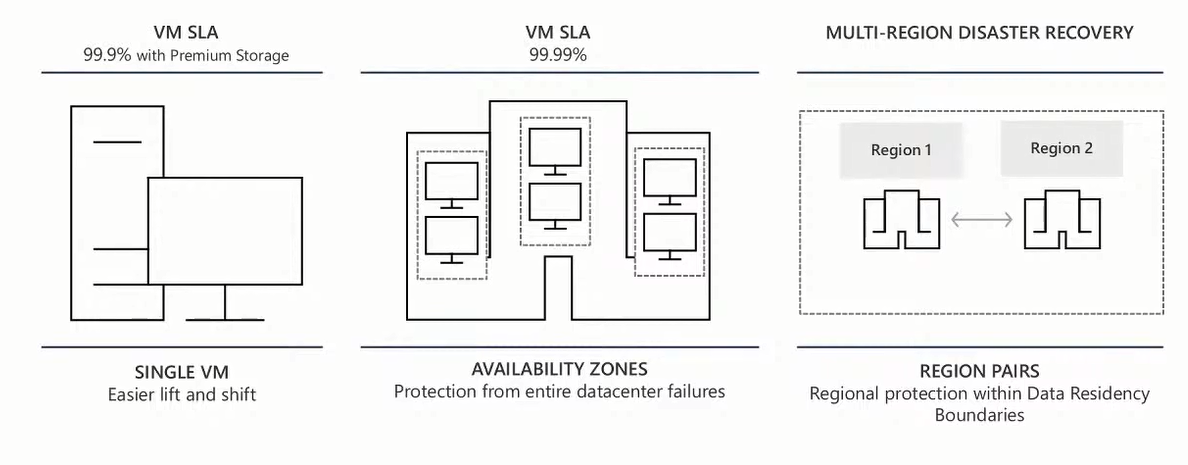 VM SLA
99.9% with Premium Storage
SINGLE VM
Easier lift and shift
VM SLA
99.99%
AVAILABILITY ZONES
Protection from entire datacenter failures
MULTI-REGION DISASTER RECOVERY
Region 1
Region 2
REGION PAIRS
Regional protection within Data Residency
Boundaries